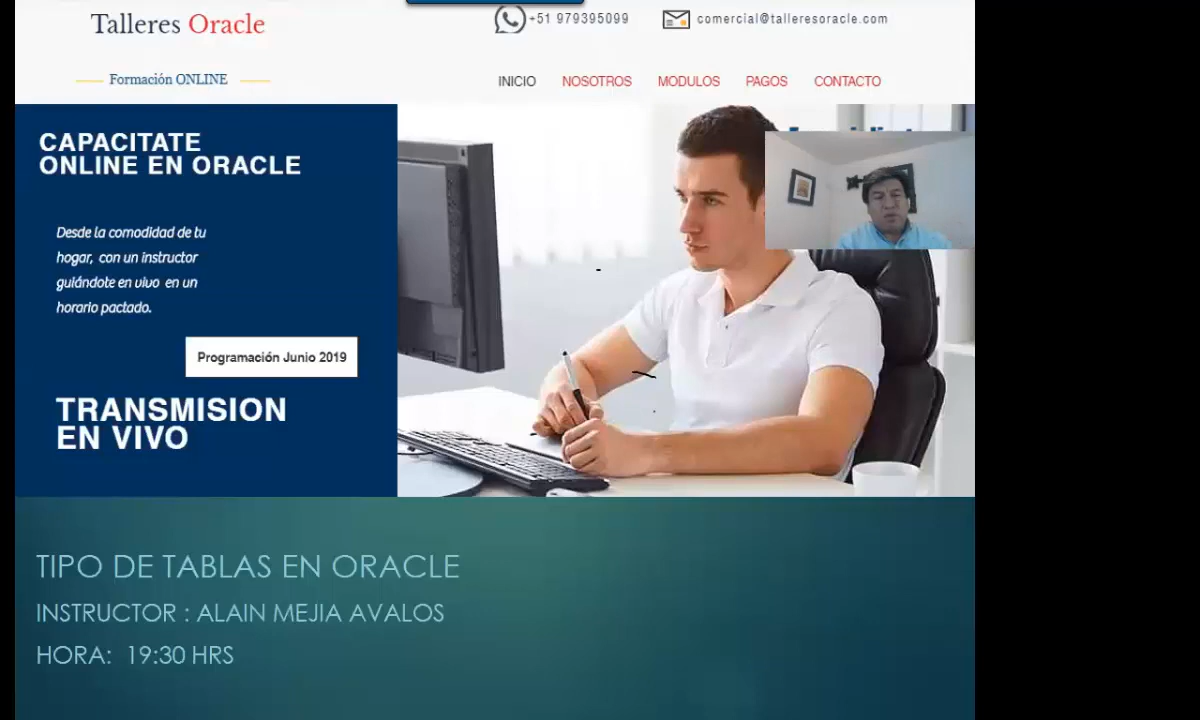 Talleres Oracle
+51 979395099
comercial@talleresoracle.com
Formación ONLINE
INICIO NOSOTROS MODULOS PAGOS CONTACTO
CAPACITATE
ONLINE EN ORACLE
Desde la comodidad de tu
hogar, con un instructor
guiándote en vivo en un
horario pactado.
Programación Junio 2019
TRANSMISION
EN VIVO
TIPO DE TABLAS EN ORACLE
INSTRUCTOR : ALAIN MEJIA AVALOS
HORA: 19:30 HRS